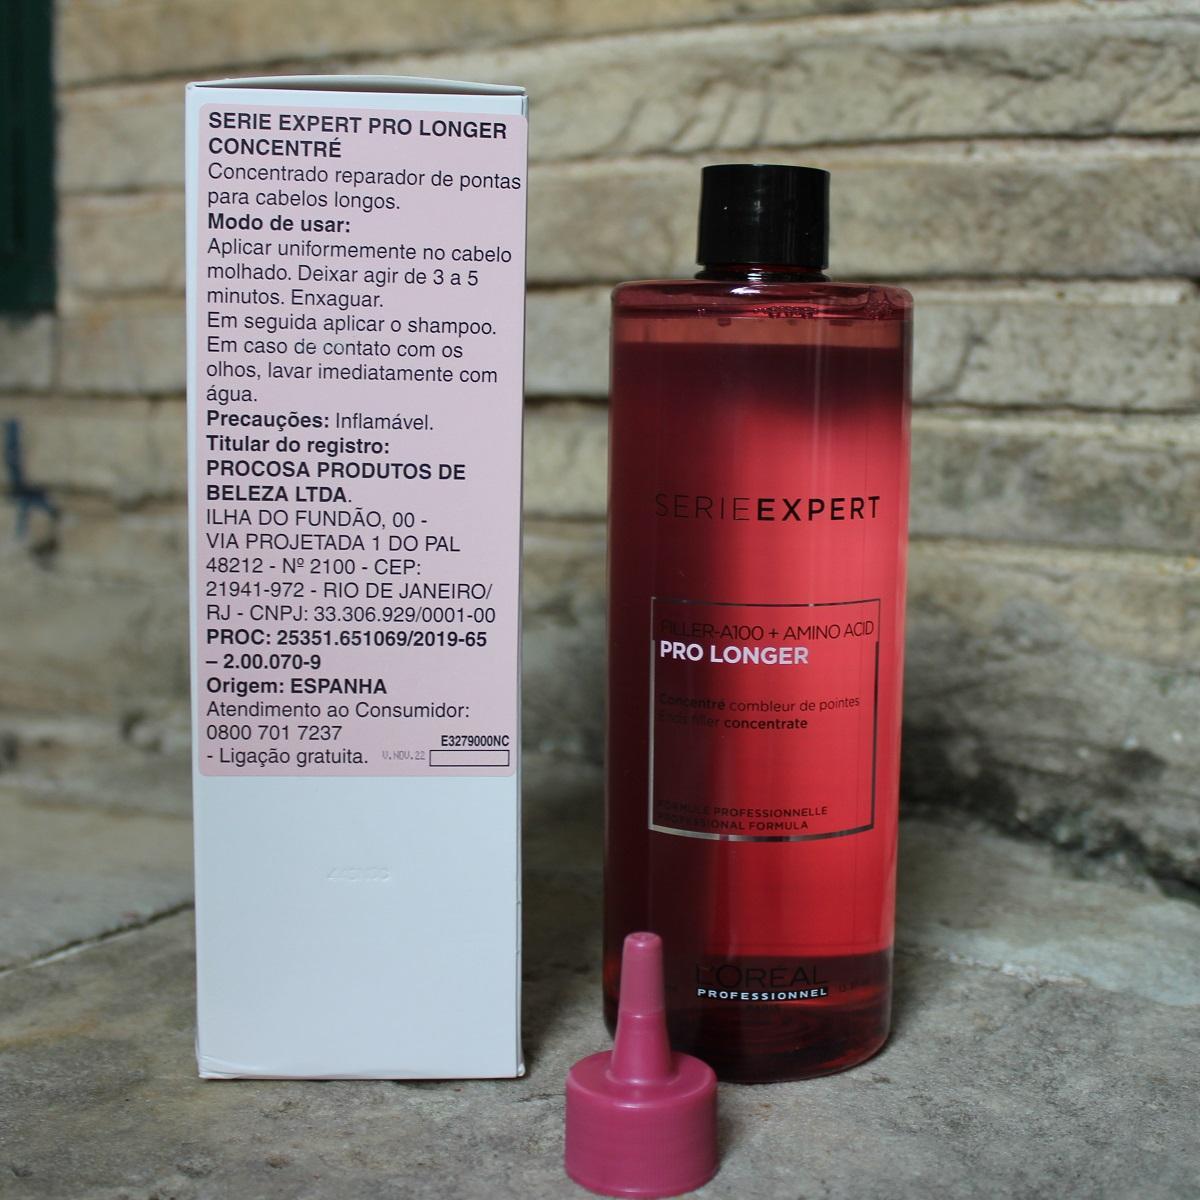 SERIE EXPERT PRO LONGER
CONCENTRÉ
Concentrado reparador de pontas
para cabelos longos.
Modo de usar:
Aplicar uniformemente no cabelo
molhado. Deixar agir de 3 a 5
minutos. Enxaguar.
Em seguida aplicar o shampoo.
Em caso de contato com os
olhos, lavar imediatamente com
água.
Precauções: Inflamável.
Titular do registro:
PROCOSA PRODUTOS DE
BELEZA LTDA.
ILHA DO FUNDÃO, 00 -
VIA PROJETADA 1 DO PAL
48212 - Nº 2100 - CEP:
21941-972 - RIO DE JANEIRO/
RJ - CNPJ: 33.306.929/0001-00
PROC: 25351.651069/2019-65
– 2.00.070-9
Origem: ESPANHA
Atendimento ao Consumidor:
0800 701 7237
- Ligação gratuita.
E3279000NC
V.NOV.22
SERIE EXPERT
FILLER-A100 + AMINO ACID
PRO LONGER
Concentré combleur de pointes
Ends filler concentrate
FORMULE PROFESSIONNELLE
PROFESSIONAL FORMULA
L'ORÉAL
PROFESSIONNEL